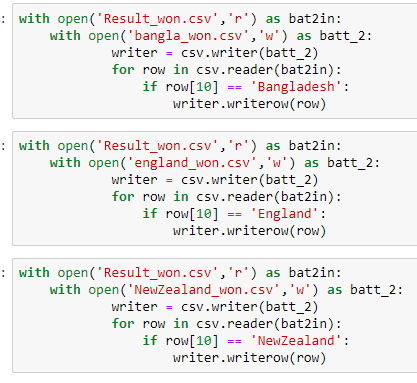 : with open('Result_won.csv','r') as bat2in:
with open('bangla_won.csv','w') as batt_2:
writer = csv.writer(batt_2)
for row in csv.reader(bat2in):
if row[10] == 'Bangladesh':
writer.writerow(row)
: with open('Result_won.csv','r') as bat2in:
with open('england_won.csv','w') as batt_2:
writer = csv.writer(batt_2)
for row in csv.reader(bat2in):
if row[10] == 'England':
writer.writerow(row)
: with open('Result_won.csv','r') as bat2in:
with open('NewZealand_won.csv','w') as batt_2:
writer = csv.writer(batt_2)
for row in csv.reader(bat2in):
if row[10] == 'NewZealand':
writer.writerow(row)